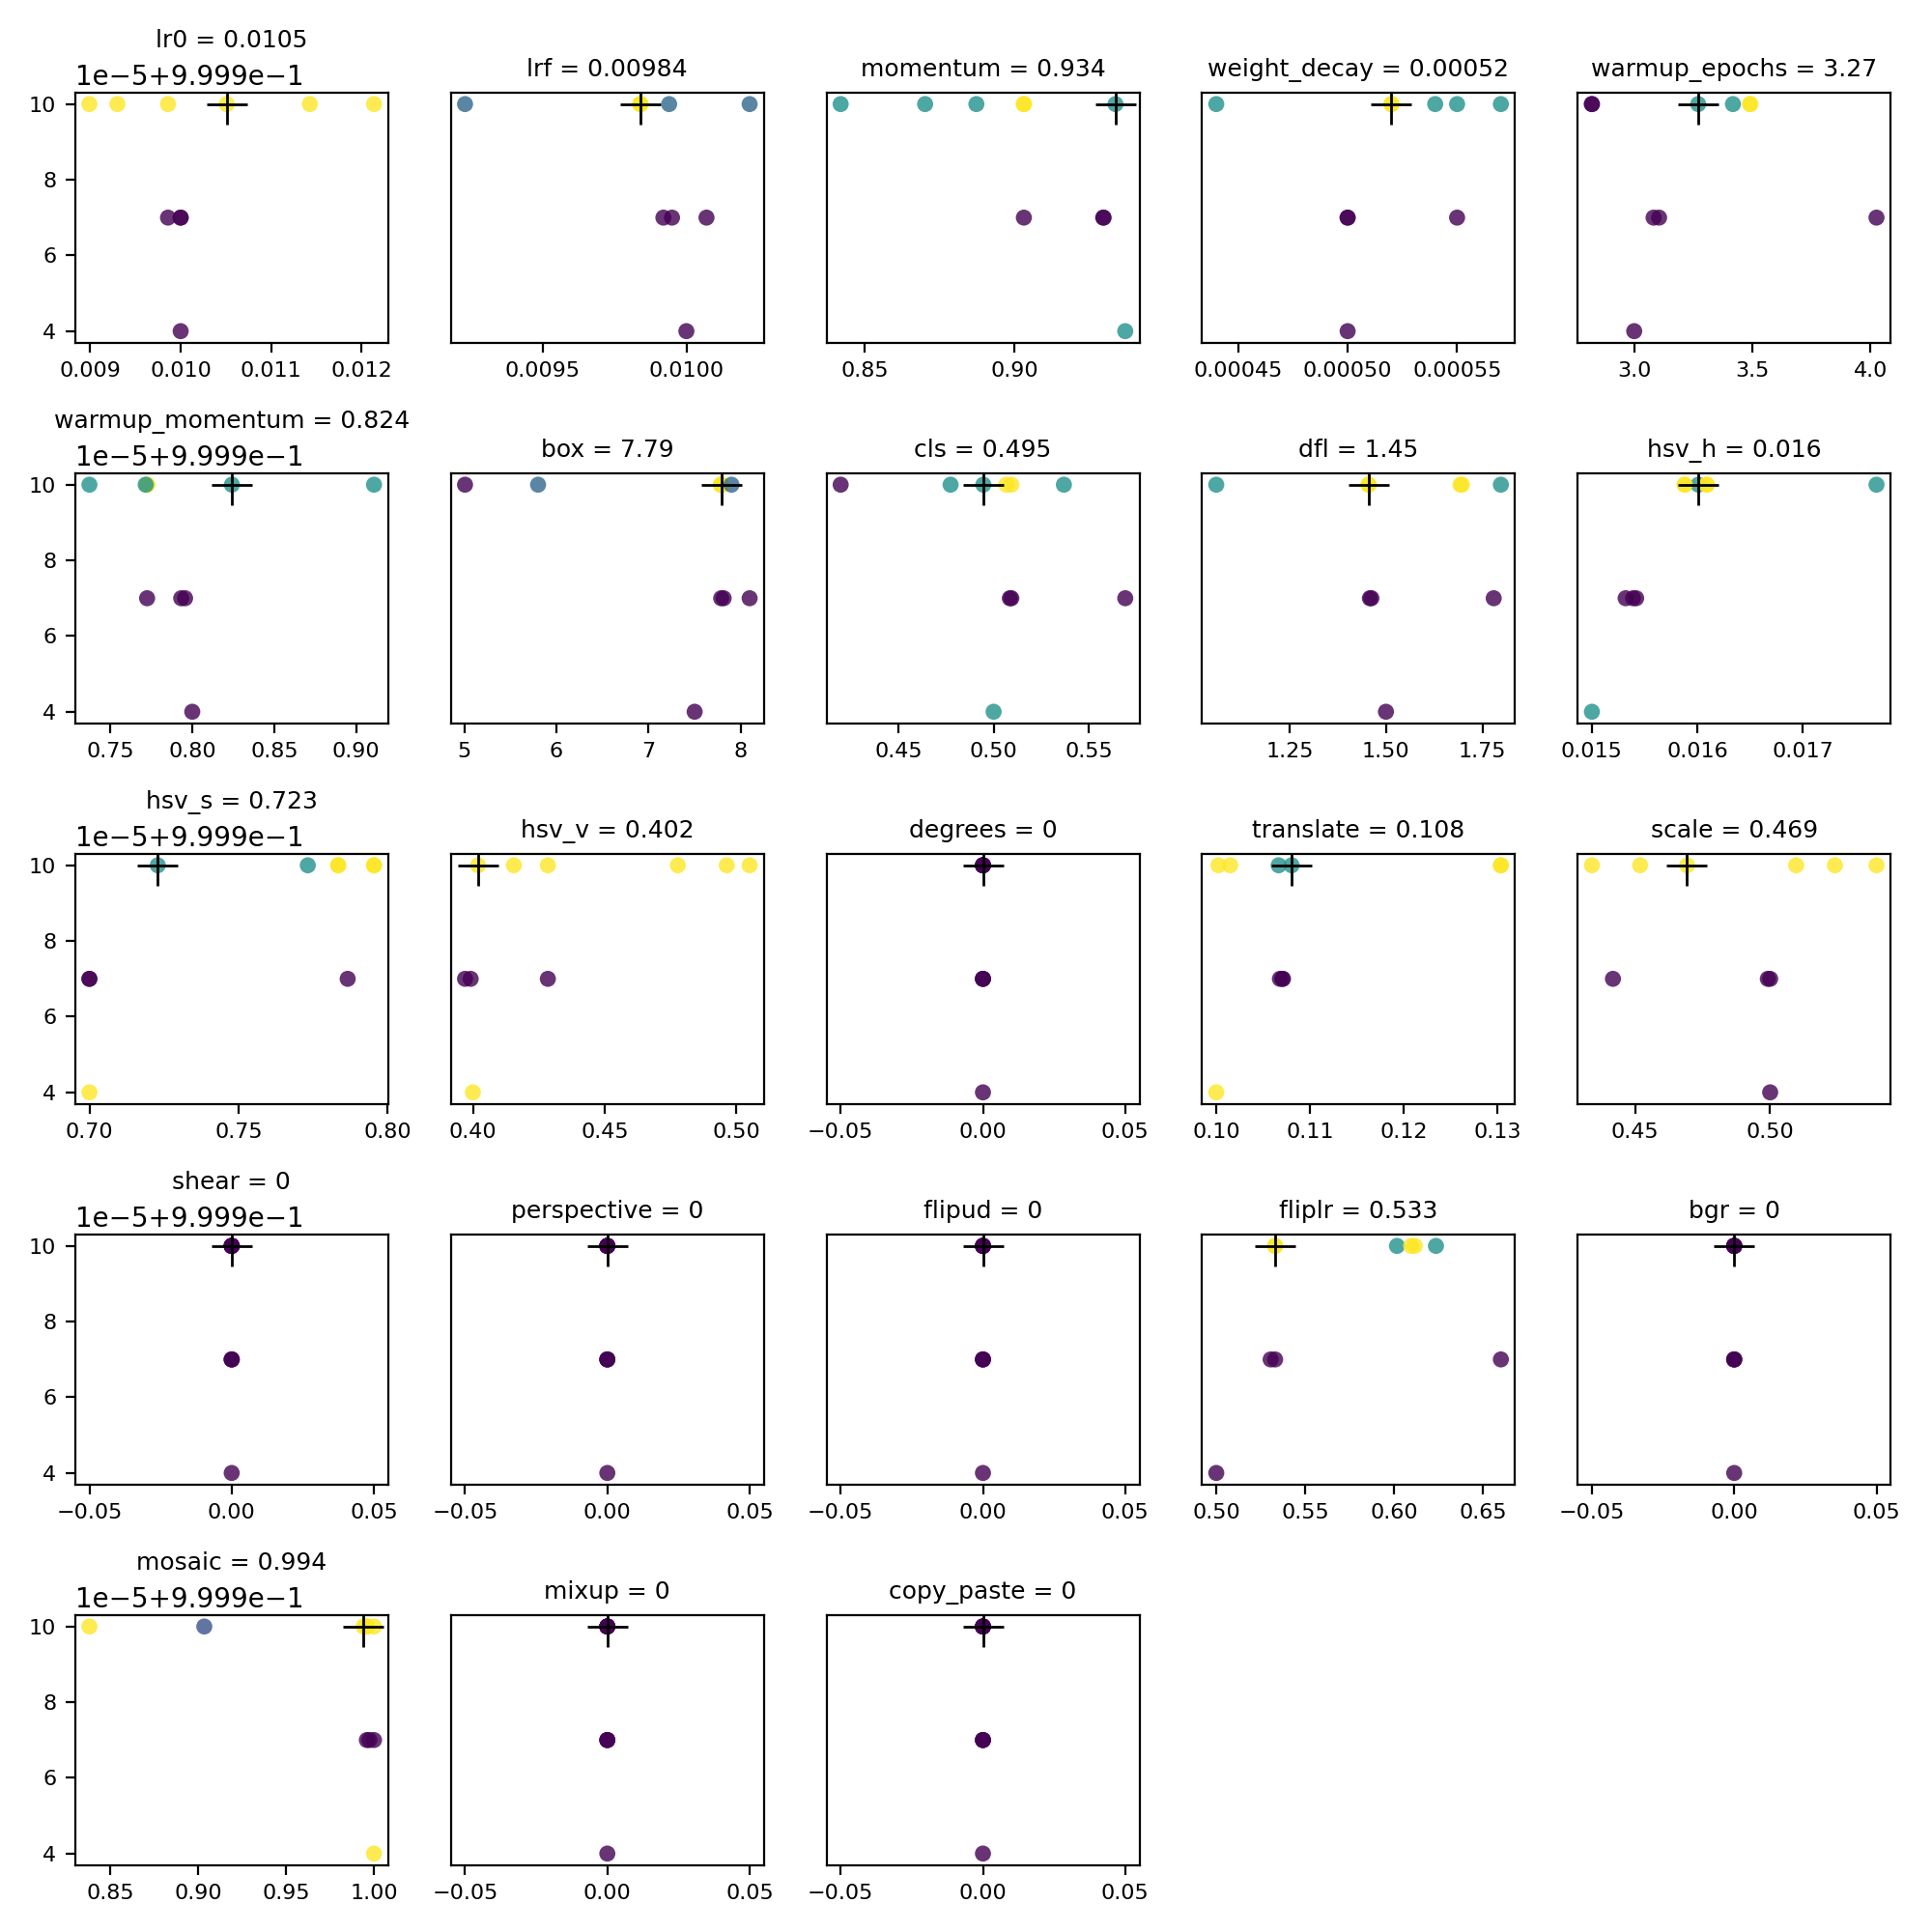 lr0 = 0.0105
1e−5+9.999e−1
lrf = 0.00984
momentum = 0.934
weight_decay = 0.00052
warmup_epochs = 3.27
10
8
6
4
0.009 0.010 0.011 0.012
0.0095 0.0100
0.85 0.90
0.00045 0.00050 0.00055
3.0 3.5 4.0
warmup_momentum = 0.824
1e−5+9.999e−1
box = 7.79
cls = 0.495
dfl = 1.45
hsv_h = 0.016
10
8
6
4
0.75 0.80 0.85 0.90
5 6 7 8
0.45 0.50 0.55
1.25 1.50 1.75
0.015 0.016 0.017
hsv_s = 0.723
1e−5+9.999e−1
hsv_v = 0.402
degrees = 0
translate = 0.108
scale = 0.469
10
8
6
4
0.70 0.75 0.80
0.40 0.45 0.50
−0.05 0.00 0.05
0.10 0.11 0.12 0.13
0.45 0.50
shear = 0
1e−5+9.999e−1
perspective = 0
flipud = 0
fliplr = 0.533
bgr = 0
10
8
6
4
−0.05 0.00 0.05
−0.05 0.00 0.05
−0.05 0.00 0.05
0.50 0.55 0.60 0.65
−0.05 0.00 0.05
mosaic = 0.994
1e−5+9.999e−1
mixup = 0
copy_paste = 0
10
8
6
4
0.85 0.90 0.95 1.00
−0.05 0.00 0.05
−0.05 0.00 0.05